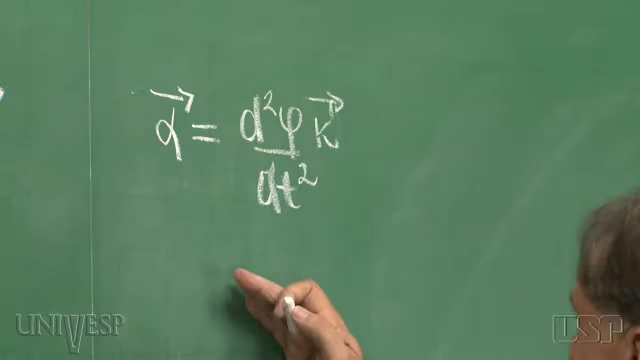 α⃗ = d²φ/dt² k⃗
UNIVESP
USP